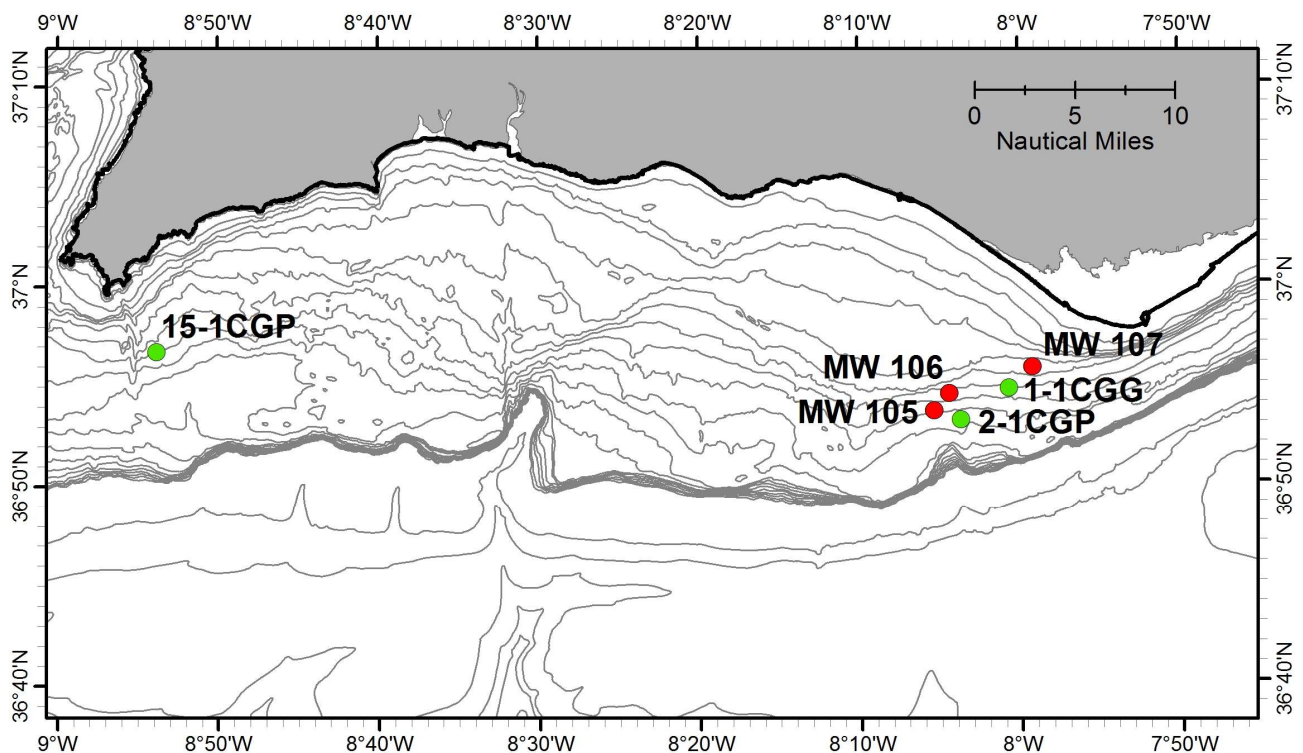 9°W 8°50'W 8°40'W 8°30'W 8°20'W 8°10'W 8°W 7°50'W
37°10'N 37°10'N
0 5 10
Nautical Miles
37°N 37°N
15-1CGP
MW 107
MW 106
1-1CGG
MW 105
2-1CGP
36°50'N 36°50'N
36°40'N 36°40'N
9°W 8°50'W 8°40'W 8°30'W 8°20'W 8°10'W 8°W 7°50'W